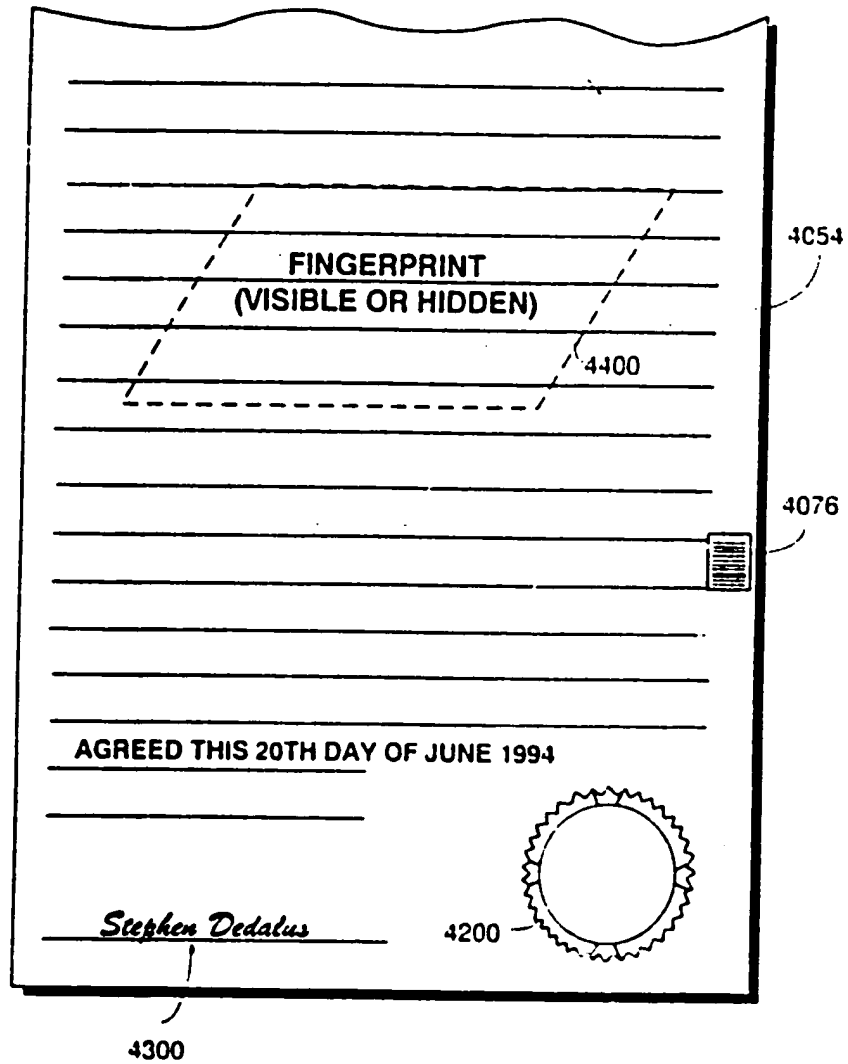 FINGERPRINT
(VISIBLE OR HIDDEN)
4054
4400
4076
AGREED THIS 20TH DAY OF JUNE 1994
Stephen Dedalus
4200
4300